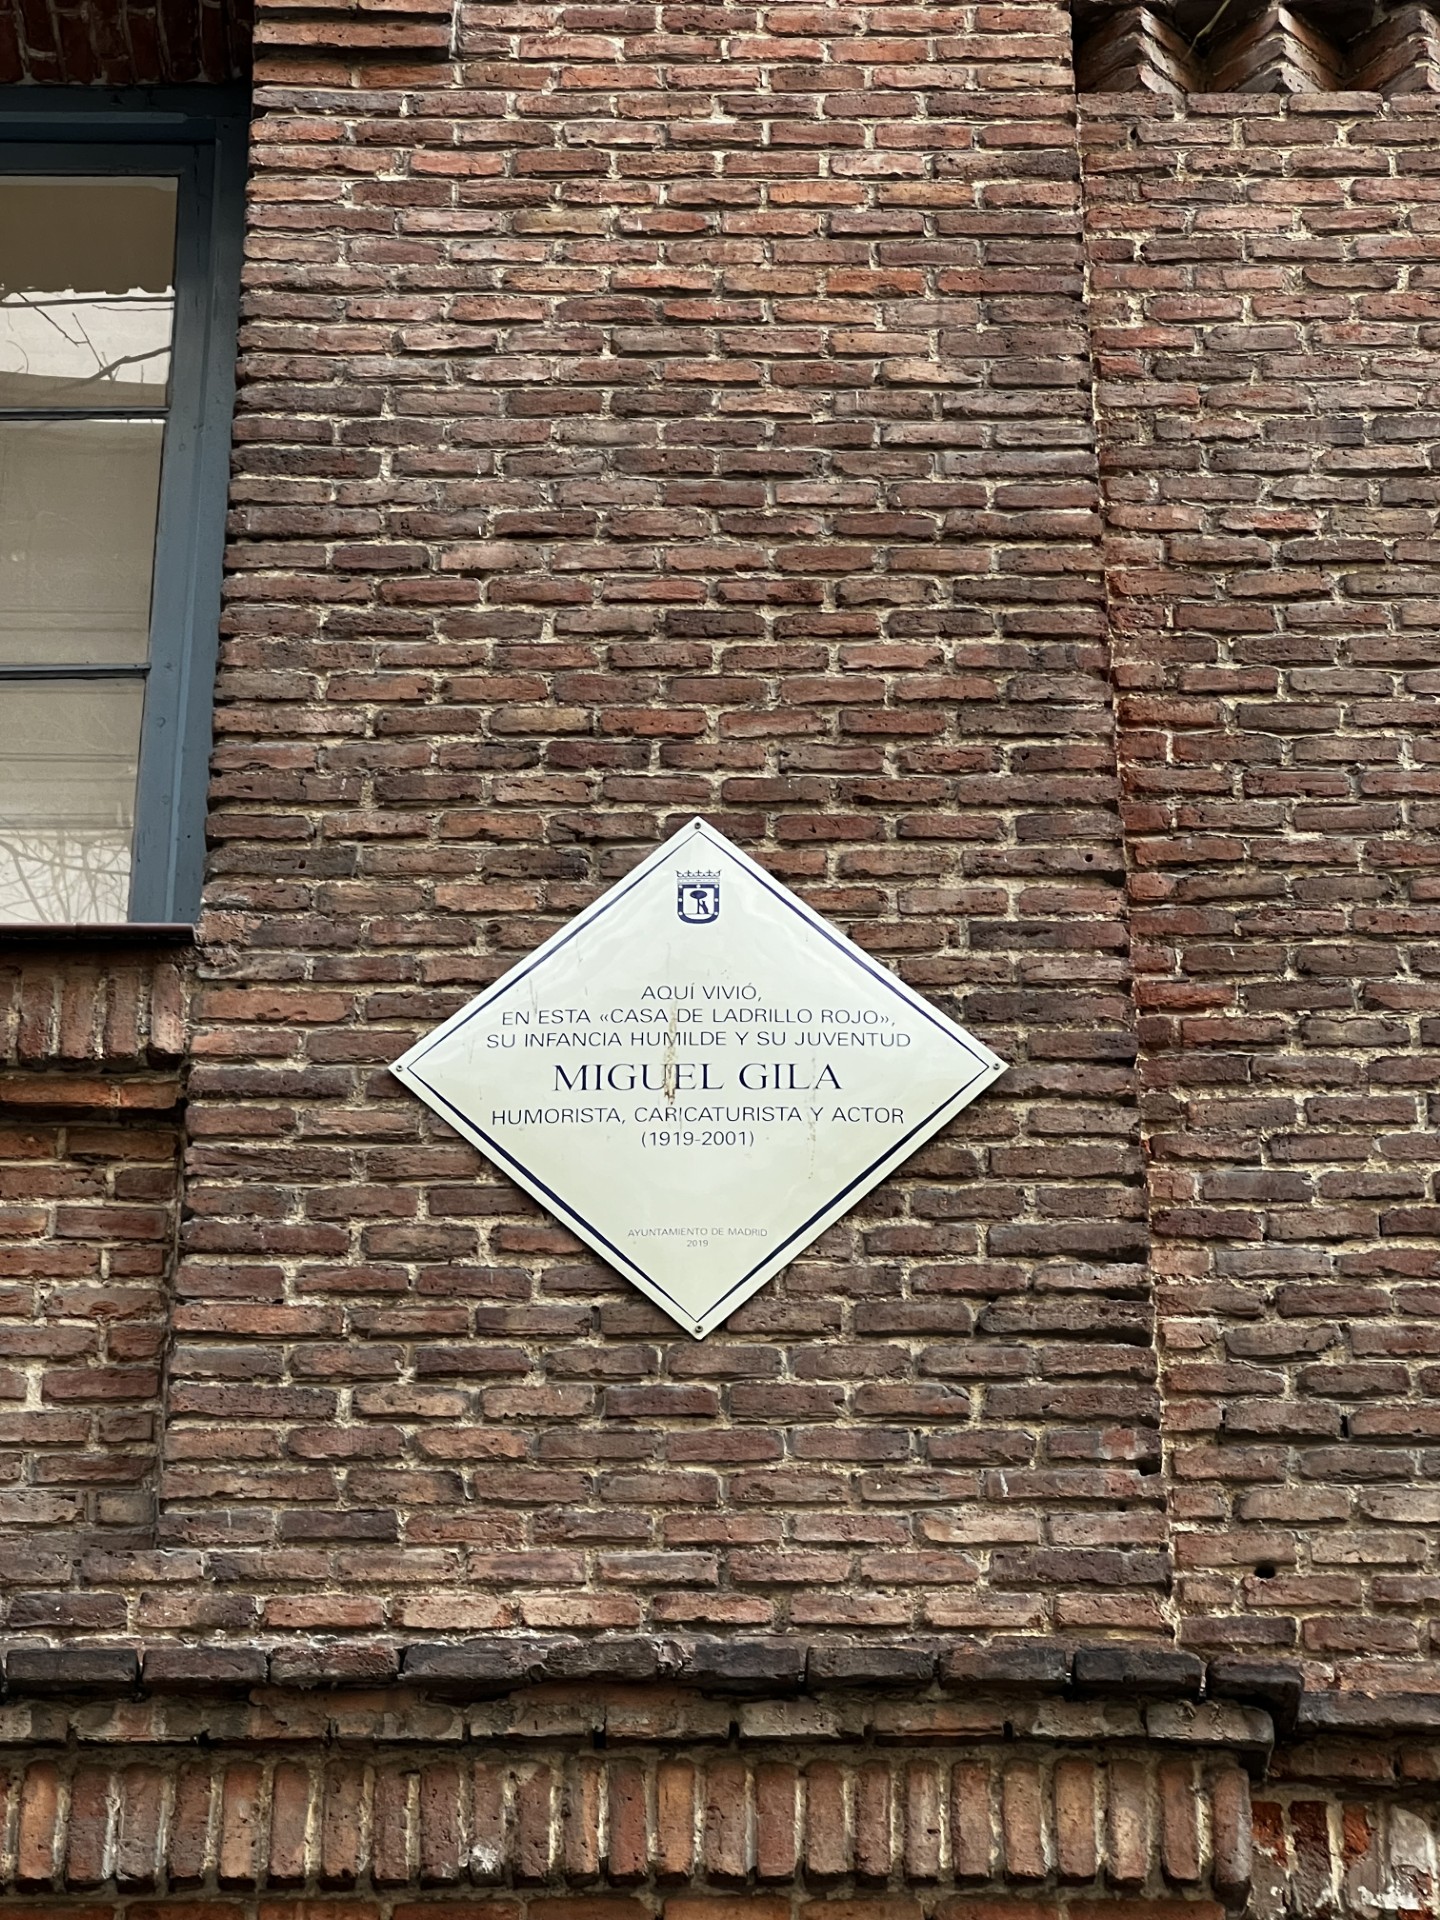 AQUÍ VIVIÓ,
EN ESTA «CASA DE LADRILLO ROJO»,
SU INFANCIA HUMILDE Y SU JUVENTUD
MIGUEL GILA
HUMORISTA, CARICATURISTA Y ACTOR
(1919-2001)
AYUNTAMIENTO DE MADRID
2019